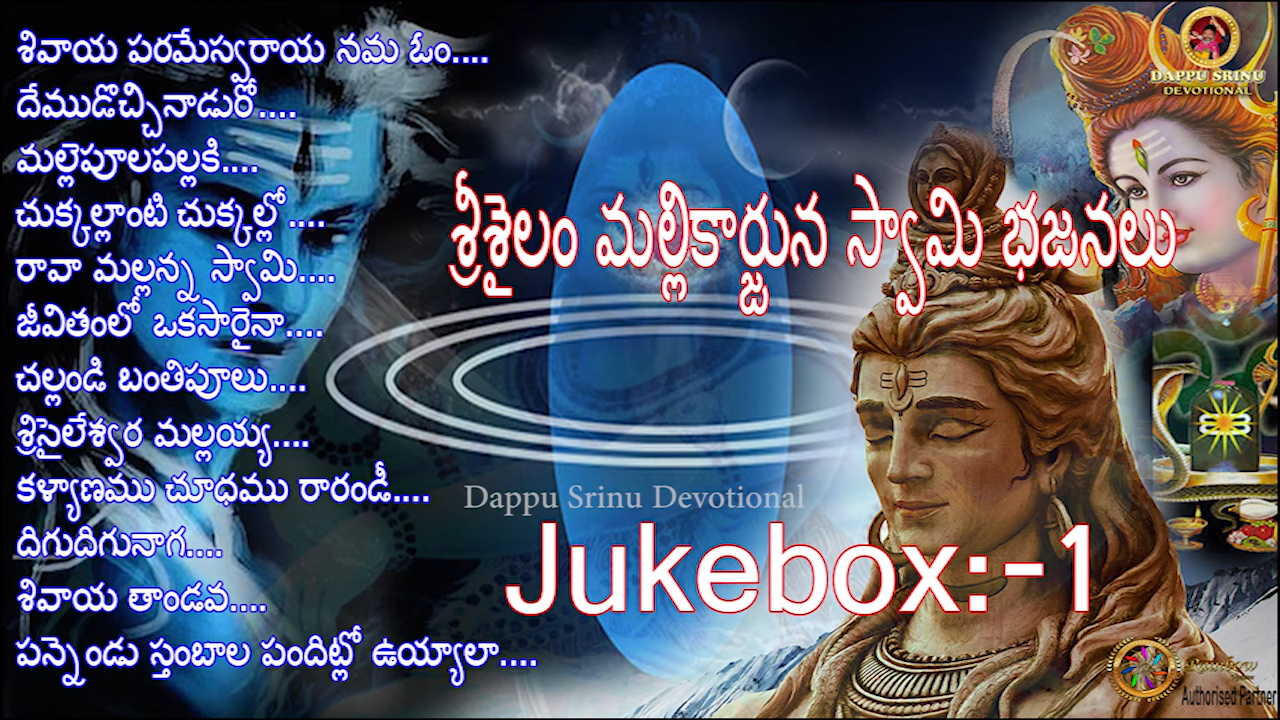 శివాయ పరమేస్వరాయ నమ ఓం....
దేముడొచ్చినాడురో....
మల్లెపూలపల్లకి....
చుక్కల్లాంటి చుక్కల్లో....
రావా మల్లన్న స్వామి....
జీవితంలో ఒకసారైనా....
చల్లండి బంతిపూలు....
శ్రిసైలేశ్వర మల్లయ్య....
కళ్యాణము చూధము రారండీ....
దిగుదిగునాగ....
శివాయ తాండవ....
పన్నెండు స్తంబాల పందిట్లో ఉయ్యాలా....
DAPPU SRINU
DEVOTIONAL
శ్రీశైలం మల్లికార్జున స్వామి భజనలు
Dappu Srinu Devotional
Jukebox:-1
Rainbow
Authorised Partner